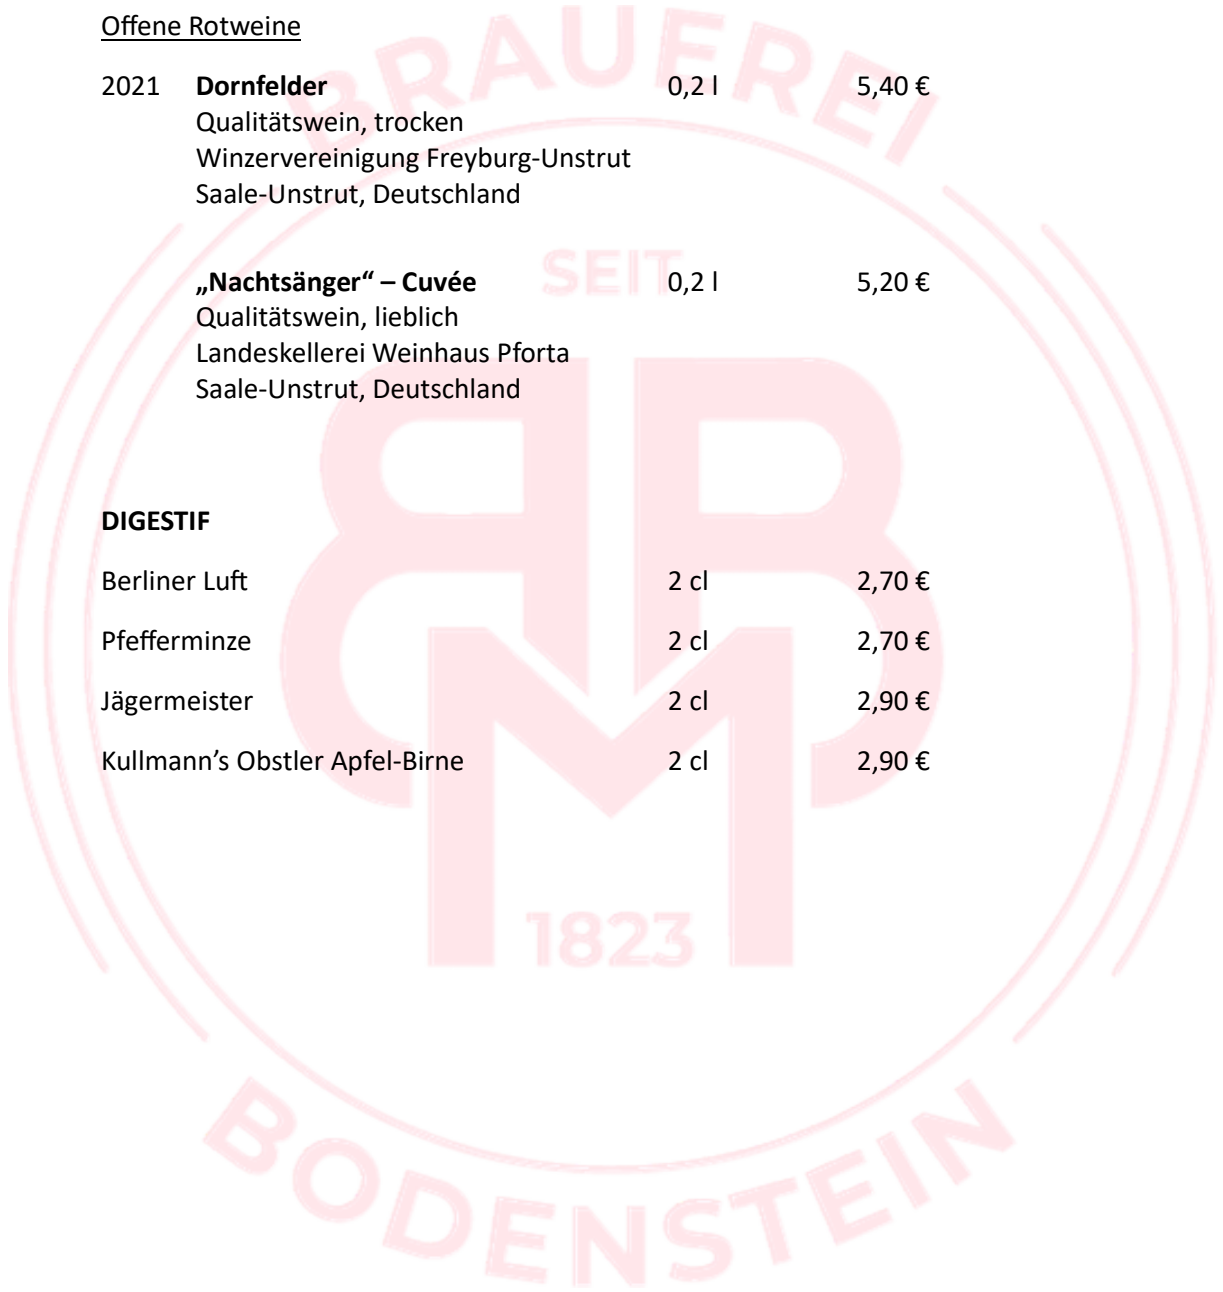 Offene Rotweine
2021 Dornfelder 0,2 l 5,40 €
Qualitätswein, trocken
Winzervereinigung Freyburg-Unstrut
Saale-Unstrut, Deutschland
„Nachtsänger“ – Cuvée 0,2 l 5,20 €
Qualitätswein, lieblich
Landeskellerei Weinhaus Pforta
Saale-Unstrut, Deutschland
DIGESTIF
Berliner Luft 2 cl 2,70 €
Pfefferminze 2 cl 2,70 €
Jägermeister 2 cl 2,90 €
Kullmann’s Obstler Apfel-Birne 2 cl 2,90 €
BRAUEREI
SEIT
BBM
1823
BODENSTEIN